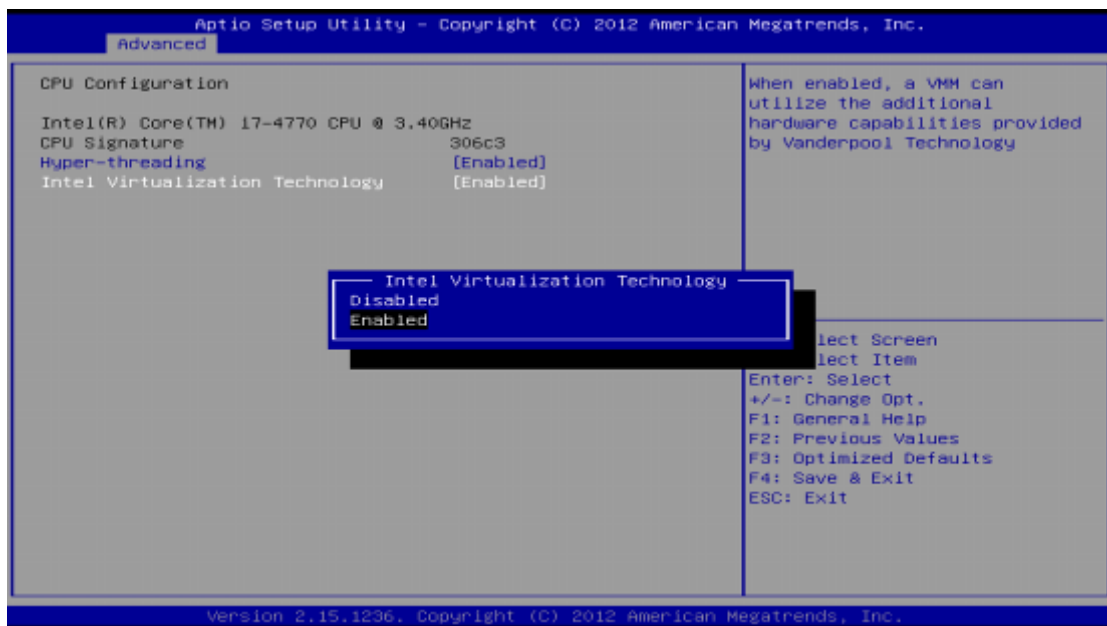 Aptio Setup Utility - Copyright (C) 2012 American Megatrends, Inc.
Advanced
CPU Configuration
Intel(R) Core(TM) i7-4770 CPU @ 3.40GHz
CPU Signature 306c3
Hyper-threading [Enabled]
Intel Virtualization Technology [Enabled]
When enabled, a VMM can
utilize the additional
hardware capabilities provided
by Vanderpool Technology
Intel Virtualization Technology
Disabled
Enabled
lect Screen
lect Item
Enter: Select
+/-: Change Opt.
F1: General Help
F2: Previous Values
F3: Optimized Defaults
F4: Save & Exit
ESC: Exit
Version 2.15.1236. Copyright (C) 2012 American Megatrends, Inc.